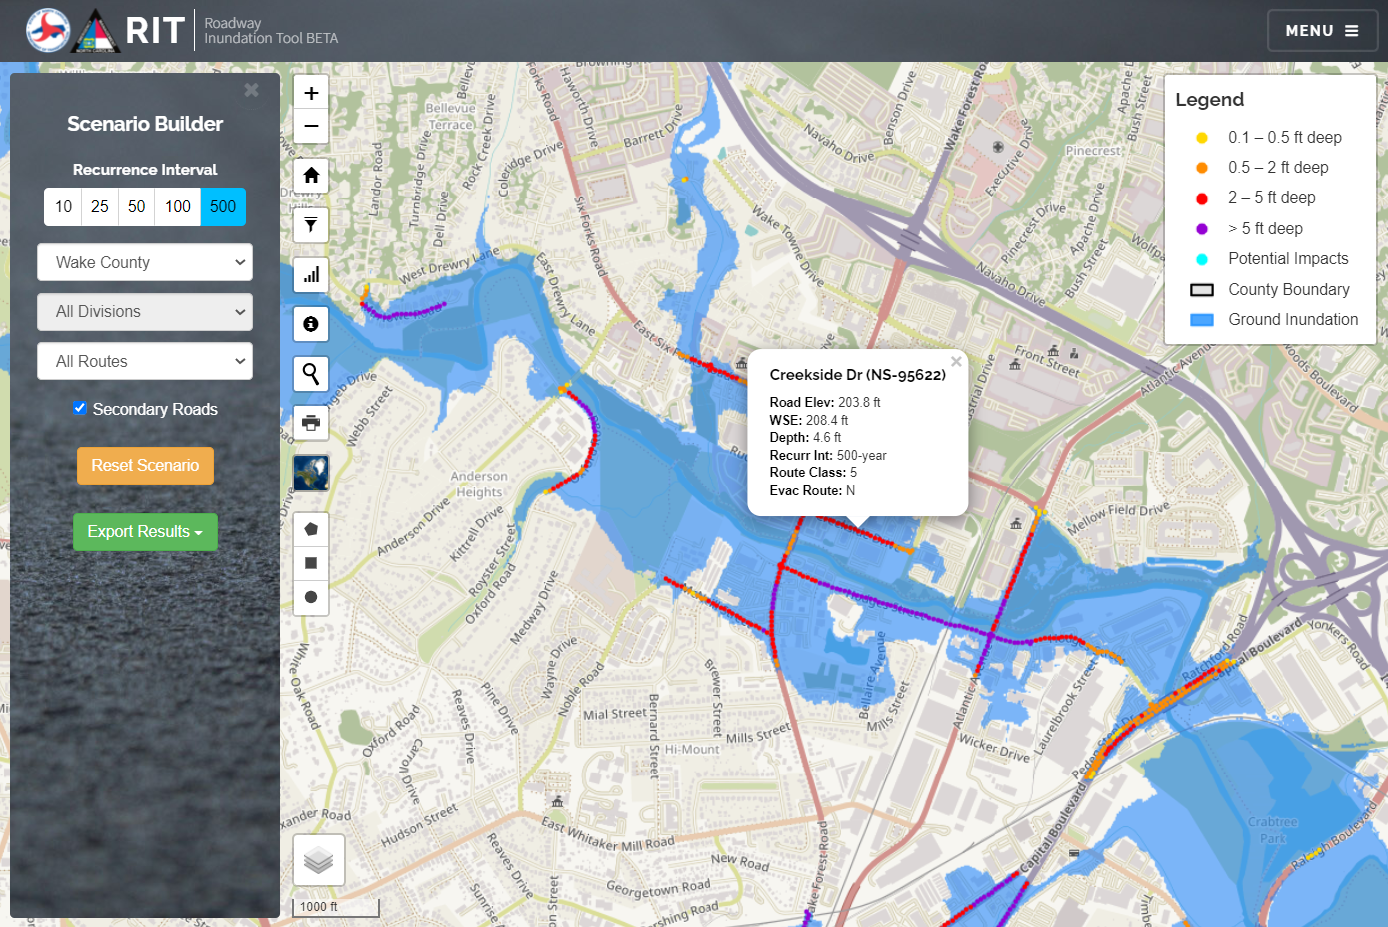 RIT
Roadway
Inundation Tool BETA
MENU
Scenario Builder
Recurrence Interval
10 25 50 100 500
Wake County
All Divisions
All Routes
Secondary Roads
Reset Scenario
Export Results
Legend
0.1 – 0.5 ft deep
0.5 – 2 ft deep
2 – 5 ft deep
> 5 ft deep
Potential Impacts
County Boundary
Ground Inundation
Creekside Dr (NS-95622)
Road Elev: 203.8 ft
WSE: 208.4 ft
Depth: 4.6 ft
Recurr Int: 500-year
Route Class: 5
Evac Route: N
Bellevue
Terrace
Landor Road
Turnbridge Drive
Dell Drive
Rock Creek Drive
Coleridge Drive
Forks Road
Haworth Drive
Barrett Drive
Six Forks Road
West Drewry Lane
East Drewry Lane
East Six
Navaho Drive
Benson Drive
Wake Forest Road
Executive Drive
Pinecrest
Pinecrest Drive
Apache Drive
Bush Street
Navaho Drive
Wake Towne Drive
Front Street
Atlantic Avenue
Mellow Field Drive
Webb Street
Anderson
Heights
Anderson Drive
Kittrell Drive
Royster Street
Oxford Road
Medway Drive
Wayne Drive
Noble Road
White Oak Road
Pine Drive
Reaves Drive
Oxford Road
Mial Street
Bernard Street
Brewer Street
Mills Street
Hi-Mount
Bellaire Avenue
Mills Street
Wicker Drive
Laurelbrook Street
Ratchford Road
Capital Boulevard
Yonkers Road
Hudson Street
East Whitaker Mill Road
New Road
Georgetown Road
Reaves Drive
Capital Boulevard
Crabtree
Park
Raleigh Boulevard
1000 ft